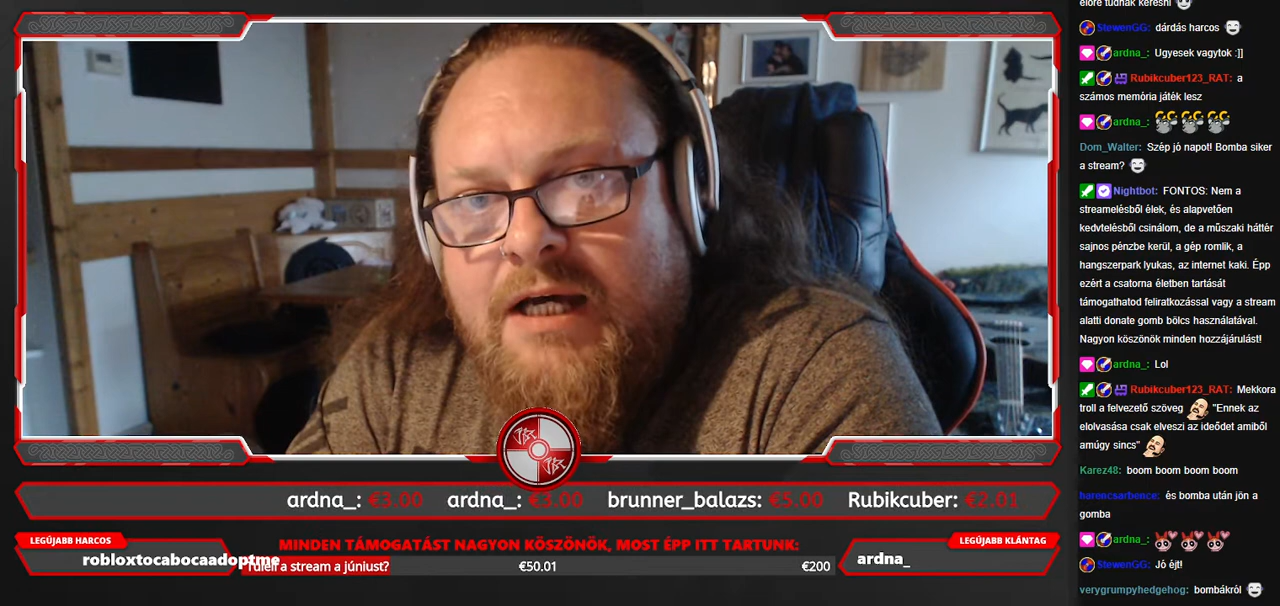 előre tudnák keresni
StewenGG: dárdás harcos
ardna_: Ugyesek vagytok :]]
Rubikcuber123_RAT: a
számos memória játék lesz
ardna_:
Dom_Walter: Szép jó napot! Bomba siker
a stream?
Nightbot: FONTOS: Nem a
streamelésből élek, és alapvetően
kedvtelésből csinálom, de a műszaki háttér
sajnos pénzbe kerül, a gép romlik, a
hangszerpark lyukas, az internet kaki. Épp
ezért a csatorna életben tartását
támogathatod feliratkozással vagy a stream
alatti donate gomb bölcs használatával.
Nagyon köszönök minden hozzájárulást!
ardna_: Lol
Rubikcuber123_RAT: Mekkora
troll a felvezető szöveg "Ennek az
elolvasása csak elveszi az idődet amiből
amúgy sincs"
Karez48: boom boom boom boom
harencsarbence: és bomba után jön a
gomba
ardna_:
StewenGG: Jó éjt!
verygrumpyhedgehog: bombákról
ardna_: €3.00 ardna_: €3.00 brunner_balazs: €5.00 Rubikcuber: €2.01
LEGÚJABB HARCOS
robloxtocabocaadoptme
MINDEN TÁMOGATÁST NAGYON KÖSZÖNÖK, MOST ÉPP ITT TARTUNK:
a stream a júniust? €50.01 €200
LEGÚJABB KLÁNTAG
ardna_